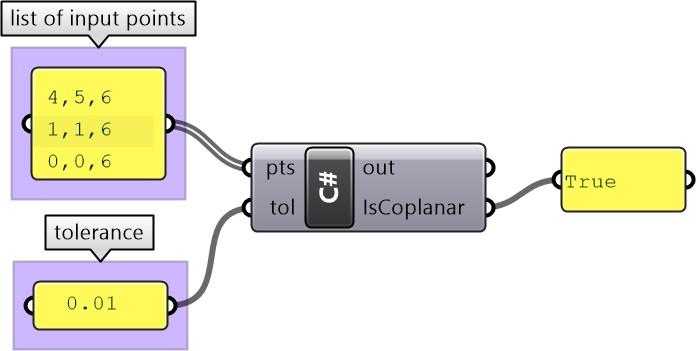 list of input points
4,5,6
1,1,6
0,0,6
tolerance
0.01
pts
tol
C#
out
IsCoplanar
True